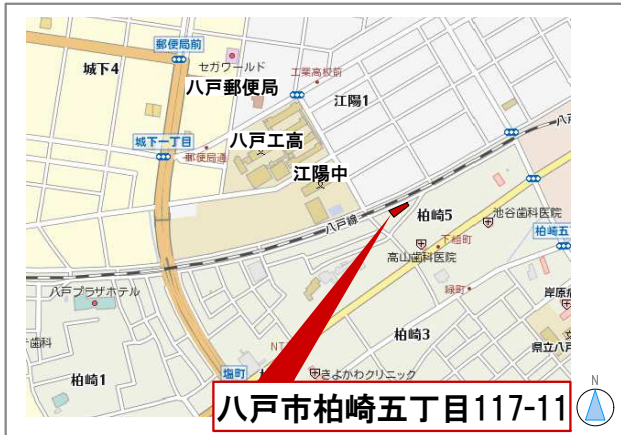 郵便局前
城下4
セガワールド
八戸郵便局
工業高校前
江陽1
城下一丁目
八戸工高
郵便局通
江陽中
八戸線
柏崎5
池谷歯科医院
下組町
高山歯科医院
柏崎五
緑町
八戸プラザホテル
岸原病
歯科
柏崎3
県立八戸
NT
塩町
きよかわクリニック
柏崎1
八戸市柏崎五丁目117-11
N